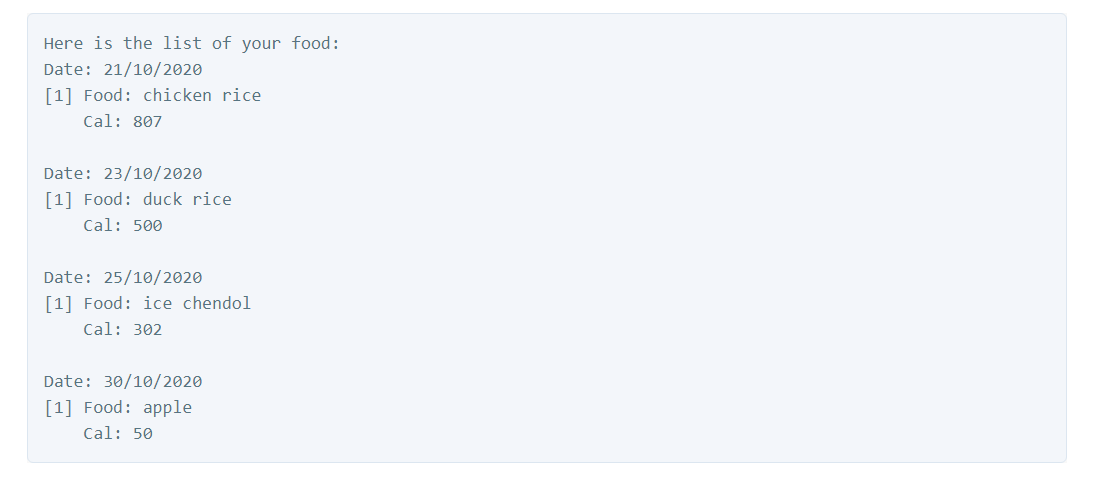 Here is the list of your food:
Date: 21/10/2020
[1] Food: chicken rice
    Cal: 807

Date: 23/10/2020
[1] Food: duck rice
    Cal: 500

Date: 25/10/2020
[1] Food: ice chendol
    Cal: 302

Date: 30/10/2020
[1] Food: apple
    Cal: 50